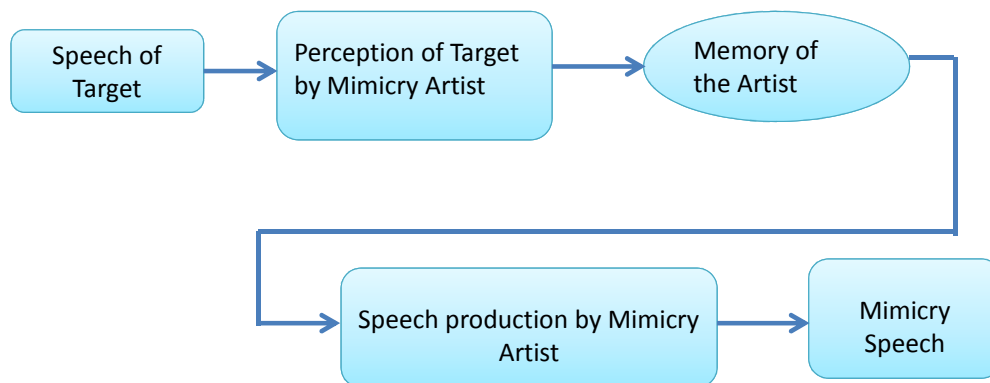 Speech of
Target
Perception of Target
by Mimicry Artist
Memory of
the Artist
Speech production by Mimicry
Artist
Mimicry
Speech